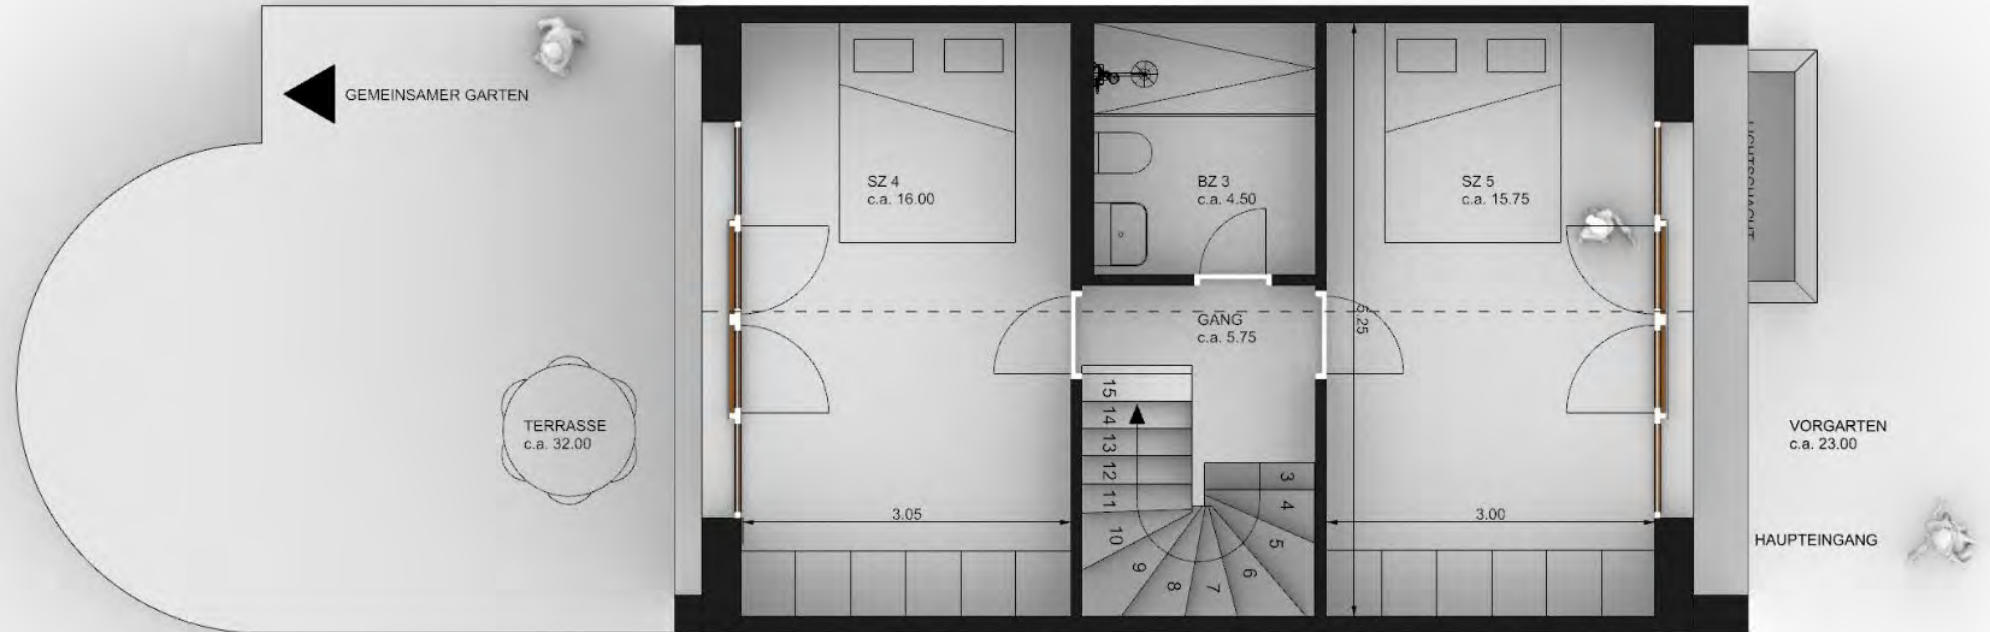 GEMEINSAMER GARTEN
SZ 4
c.a. 16.00
BZ 3
c.a. 4.50
SZ 5
c.a. 15.75
LICHTSCHACHT
GANG
c.a. 5.75
5.25
TERRASSE
c.a. 32.00
VORGARTEN
c.a. 23.00
HAUPTEINGANG
3.05
3.00
15
14
13
12
11
10
9
8
7
6
5
4
3